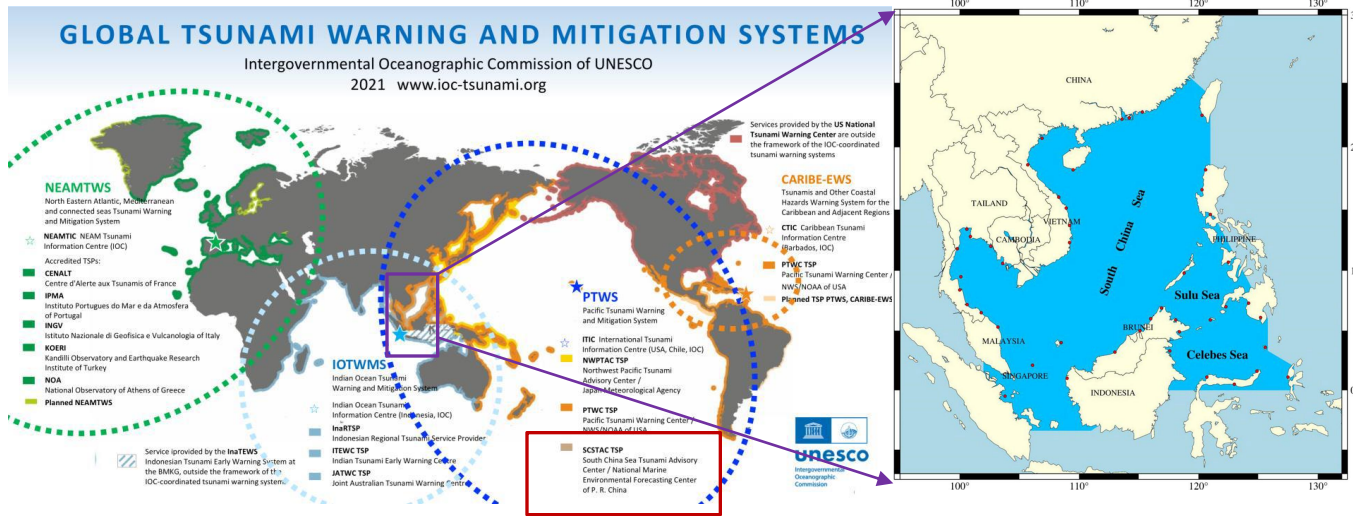 GLOBAL TSUNAMI WARNING AND MITIGATION SYSTEMS
Intergovernmental Oceanographic Commission of UNESCO
2021 www.ioc-tsunami.org
NEAMTWS
North Eastern Atlantic, Mediterranean
and connected seas Tsunami Warning
and Mitigation System
NEAMTIC NEAM Tsunami
Information Centre (IOC)
Accredited TSPs:
CENALT
Centre d'Alerte aux Tsunamis of France
IPMA
Instituto Portugues do Mar e da Atmosfera
of Portugal
INGV
Istituto Nazionale di Geofisica e Vulcanologia of Italy
KOERI
Kandilli Observatory and Earthquake Research
Institute of Turkey
NOA
National Observatory of Athens of Greece
Planned NEAMTWS
Service iprovided by the InaTEWS
Indonesian Tsunami Early Warning System at
the BMKG, outside the framework of the
IOC-coordinated tsunami warning system
IOTWMS
Indian Ocean Tsunami
Warning and Mitigation System
Indian Ocean Tsunami
Information Centre (Indonesia, IOC)
InaRTSP
Indonesian Regional Tsunami Service Provider
ITEWC TSP
Indian Tsunami Early Warning Centre
JATWC TSP
Joint Australian Tsunami Warning Centre
PTWS
Pacific Tsunami Warning
and Mitigation System
ITIC International Tsunami
Information Centre (USA, Chile, IOC)
NWPTAC TSP
Northwest Pacific Tsunami
Advisory Center /
Japan Meteorological Agency
PTWC TSP
Pacific Tsunami Warning Center /
NWS/NOAA of USA
SCSTAC TSP
South China Sea Tsunami Advisory
Center / National Marine
Environmental Forecasting Center
of P. R. China
Services provided by the US National
Tsunami Warning Center are outside
the framework of the IOC-coordinated
tsunami warning systems
CARIBE-EWS
Tsunamis and Other Coastal
Hazards Warning System for the
Caribbean and Adjacent Regions
CTIC Caribbean Tsunami
Information Centre
(Barbados, IOC)
PTWC TSP
Pacific Tsunami Warning Center /
NWS/NOAA of USA
Planned TSP PTWS, CARIBE-EWS
unesco
Intergovernmental
Oceanographic
Commission
100° 110° 120° 130°
CHINA
THAILAND
VIETNAM
CAMBODIA
PHILIPPINE
South China Sea
Sulu Sea
BRUNEI
MALAYSIA
Celebes Sea
SINGAPORE
INDONESIA
100° 110° 120° 130°